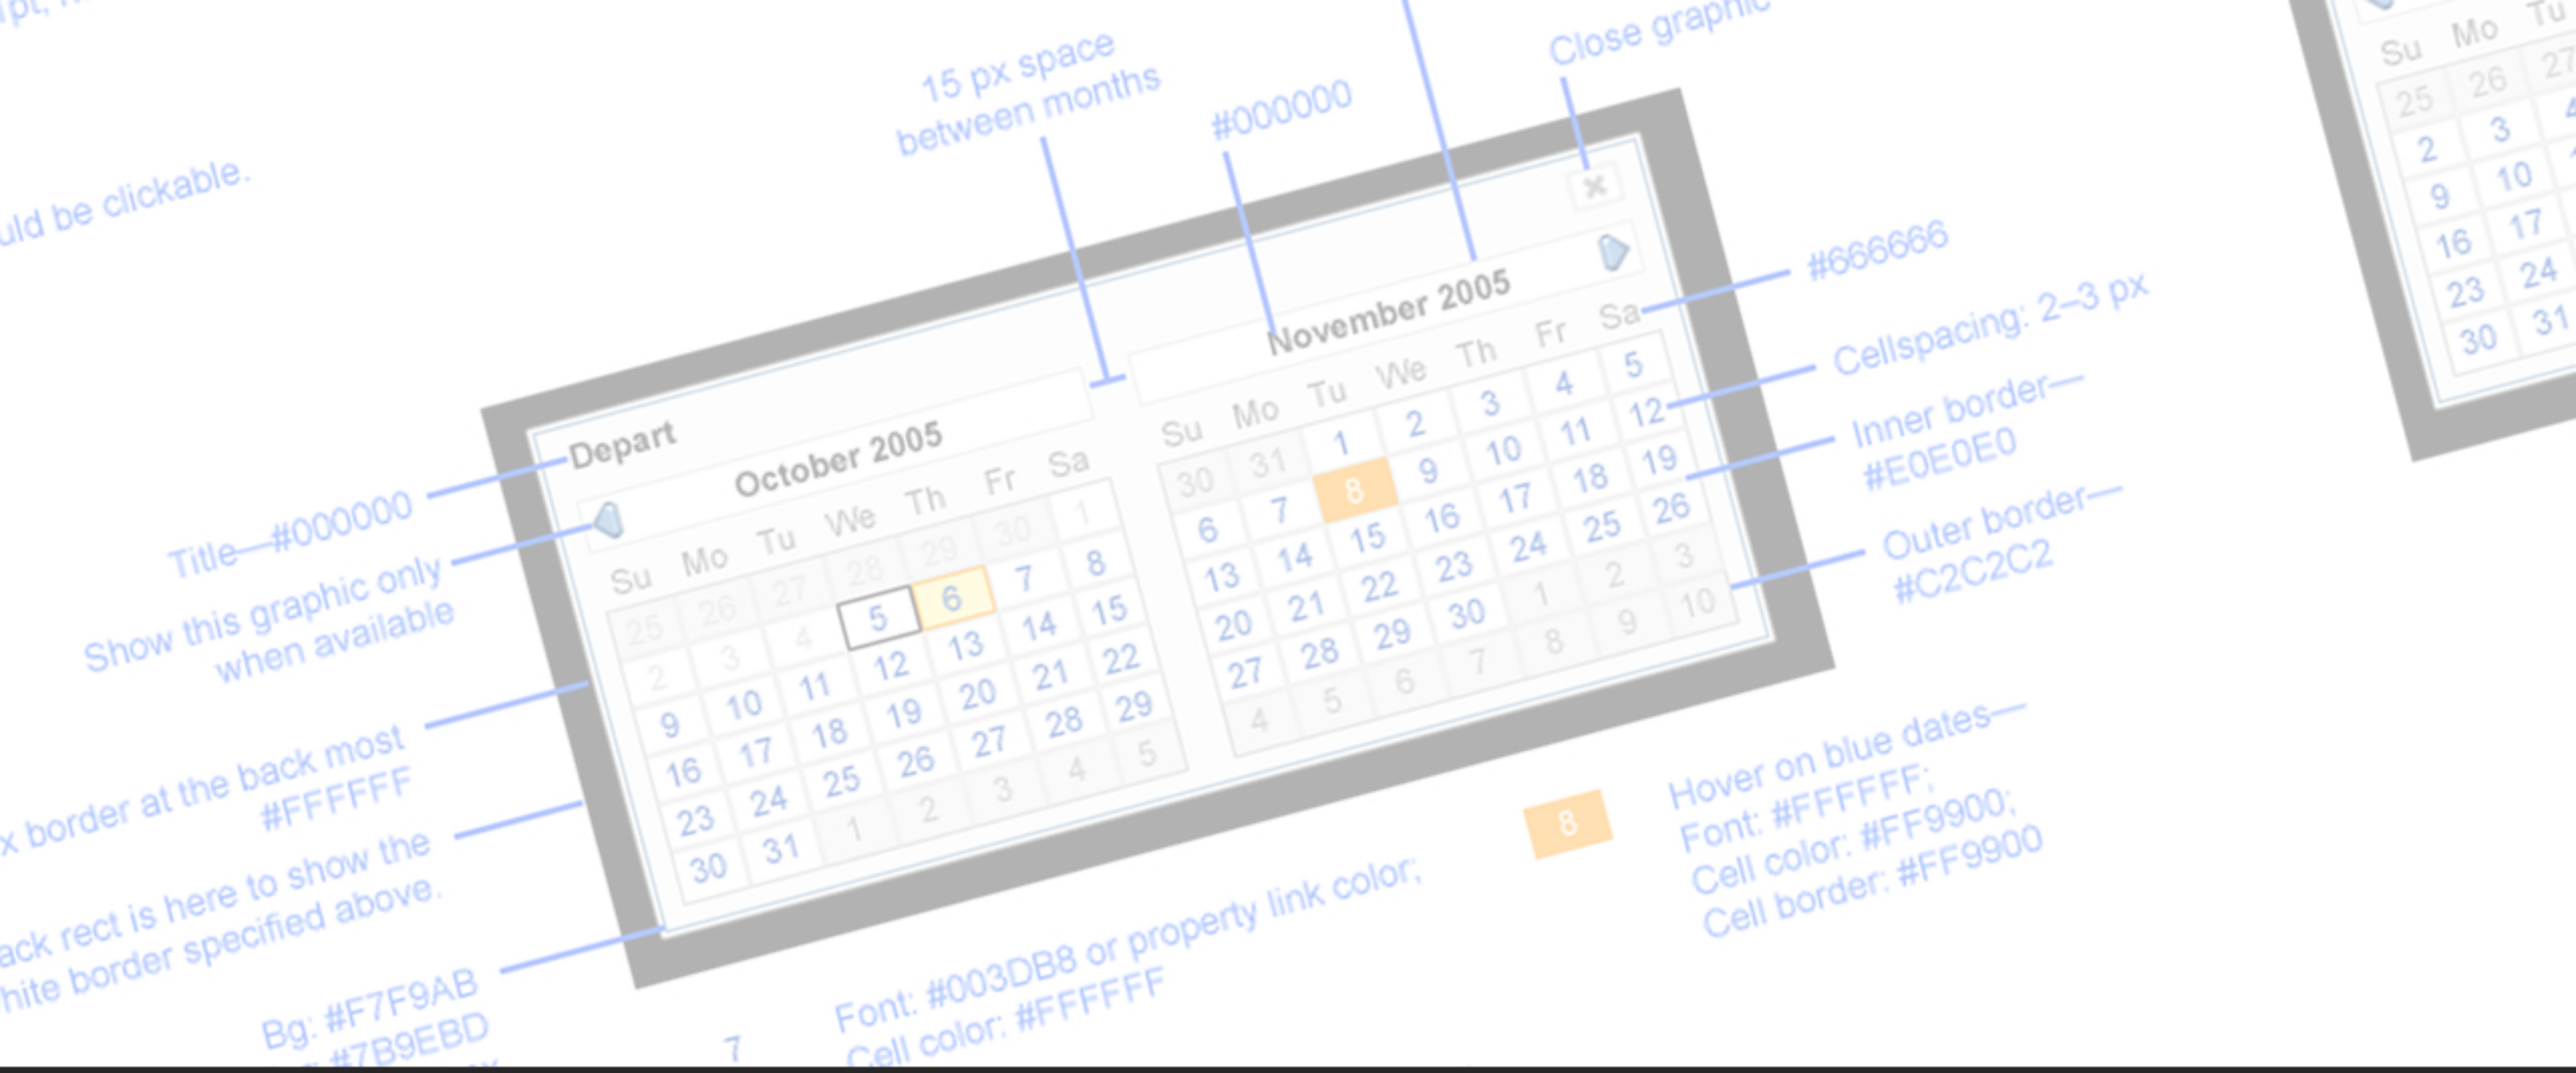 uld be clickable.
15 px space
between months
#000000
Close graphic
#666666
Cellspacing: 2–3 px
Inner border—
#E0E0E0
Outer border—
#C2C2C2
Title—#000000
Show this graphic only
when available
x border at the back most
#FFFFFF
ack rect is here to show the
hite border specified above.
Bg: #F7F9AB
#7B9EBD
Depart
October 2005
Su Mo Tu We Th Fr Sa
25 26 27 28 29 30 1
2 3 4 5 6 7 8
9 10 11 12 13 14 15
16 17 18 19 20 21 22
23 24 25 26 27 28 29
30 31 1 2 3 4 5
November 2005
Su Mo Tu We Th Fr Sa
30 31 1 2 3 4 5
6 7 8 9 10 11 12
13 14 15 16 17 18 19
20 21 22 23 24 25 26
27 28 29 30 1 2 3
4 5 6 7 8 9 10
7
Font: #003DB8 or property link color;
Cell color: #FFFFFF
8
Hover on blue dates—
Font: #FFFFFF;
Cell color: #FF9900;
Cell border: #FF9900
Su Mo Tu
25 26 27
2 3 4
9 10
16 17
23 24
30 31